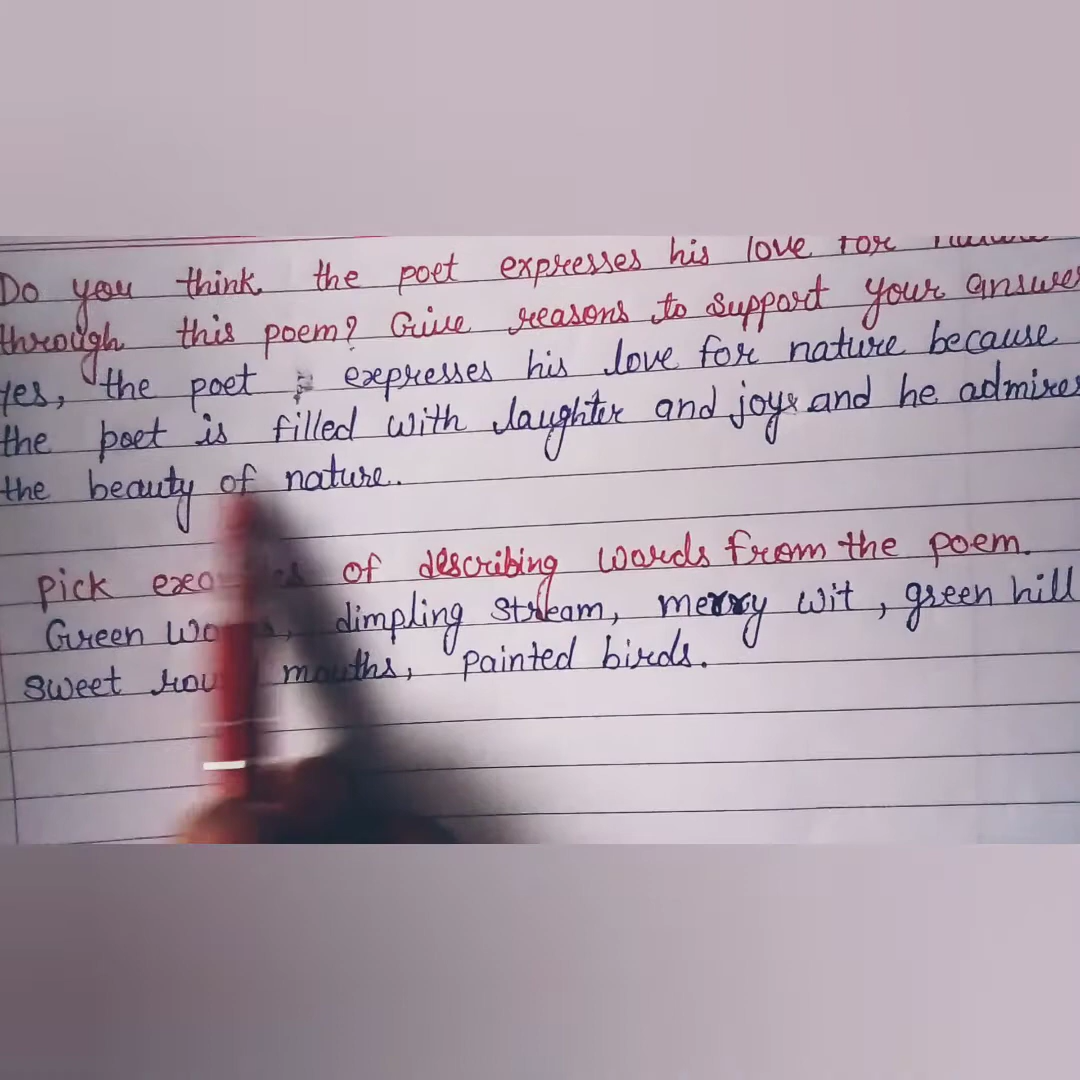 Do you think the poet expresses his love for
through this poem? Give reasons to support your answer
Yes, the poet expresses his love for nature because
the poet is filled with laughter and joy and he admires
the beauty of nature.
Pick of describing words from the poem.
Green dimpling stream, merry wit, green hill
sweet mouths, painted birds.